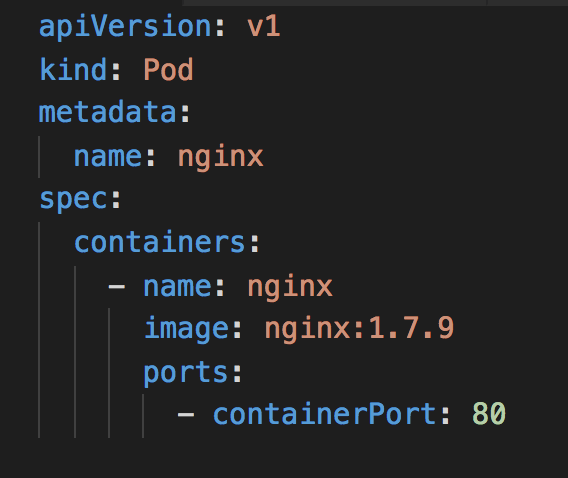 apiVersion: v1
kind: Pod
metadata:
  name: nginx
spec:
  containers:
    - name: nginx
      image: nginx:1.7.9
      ports:
        - containerPort: 80